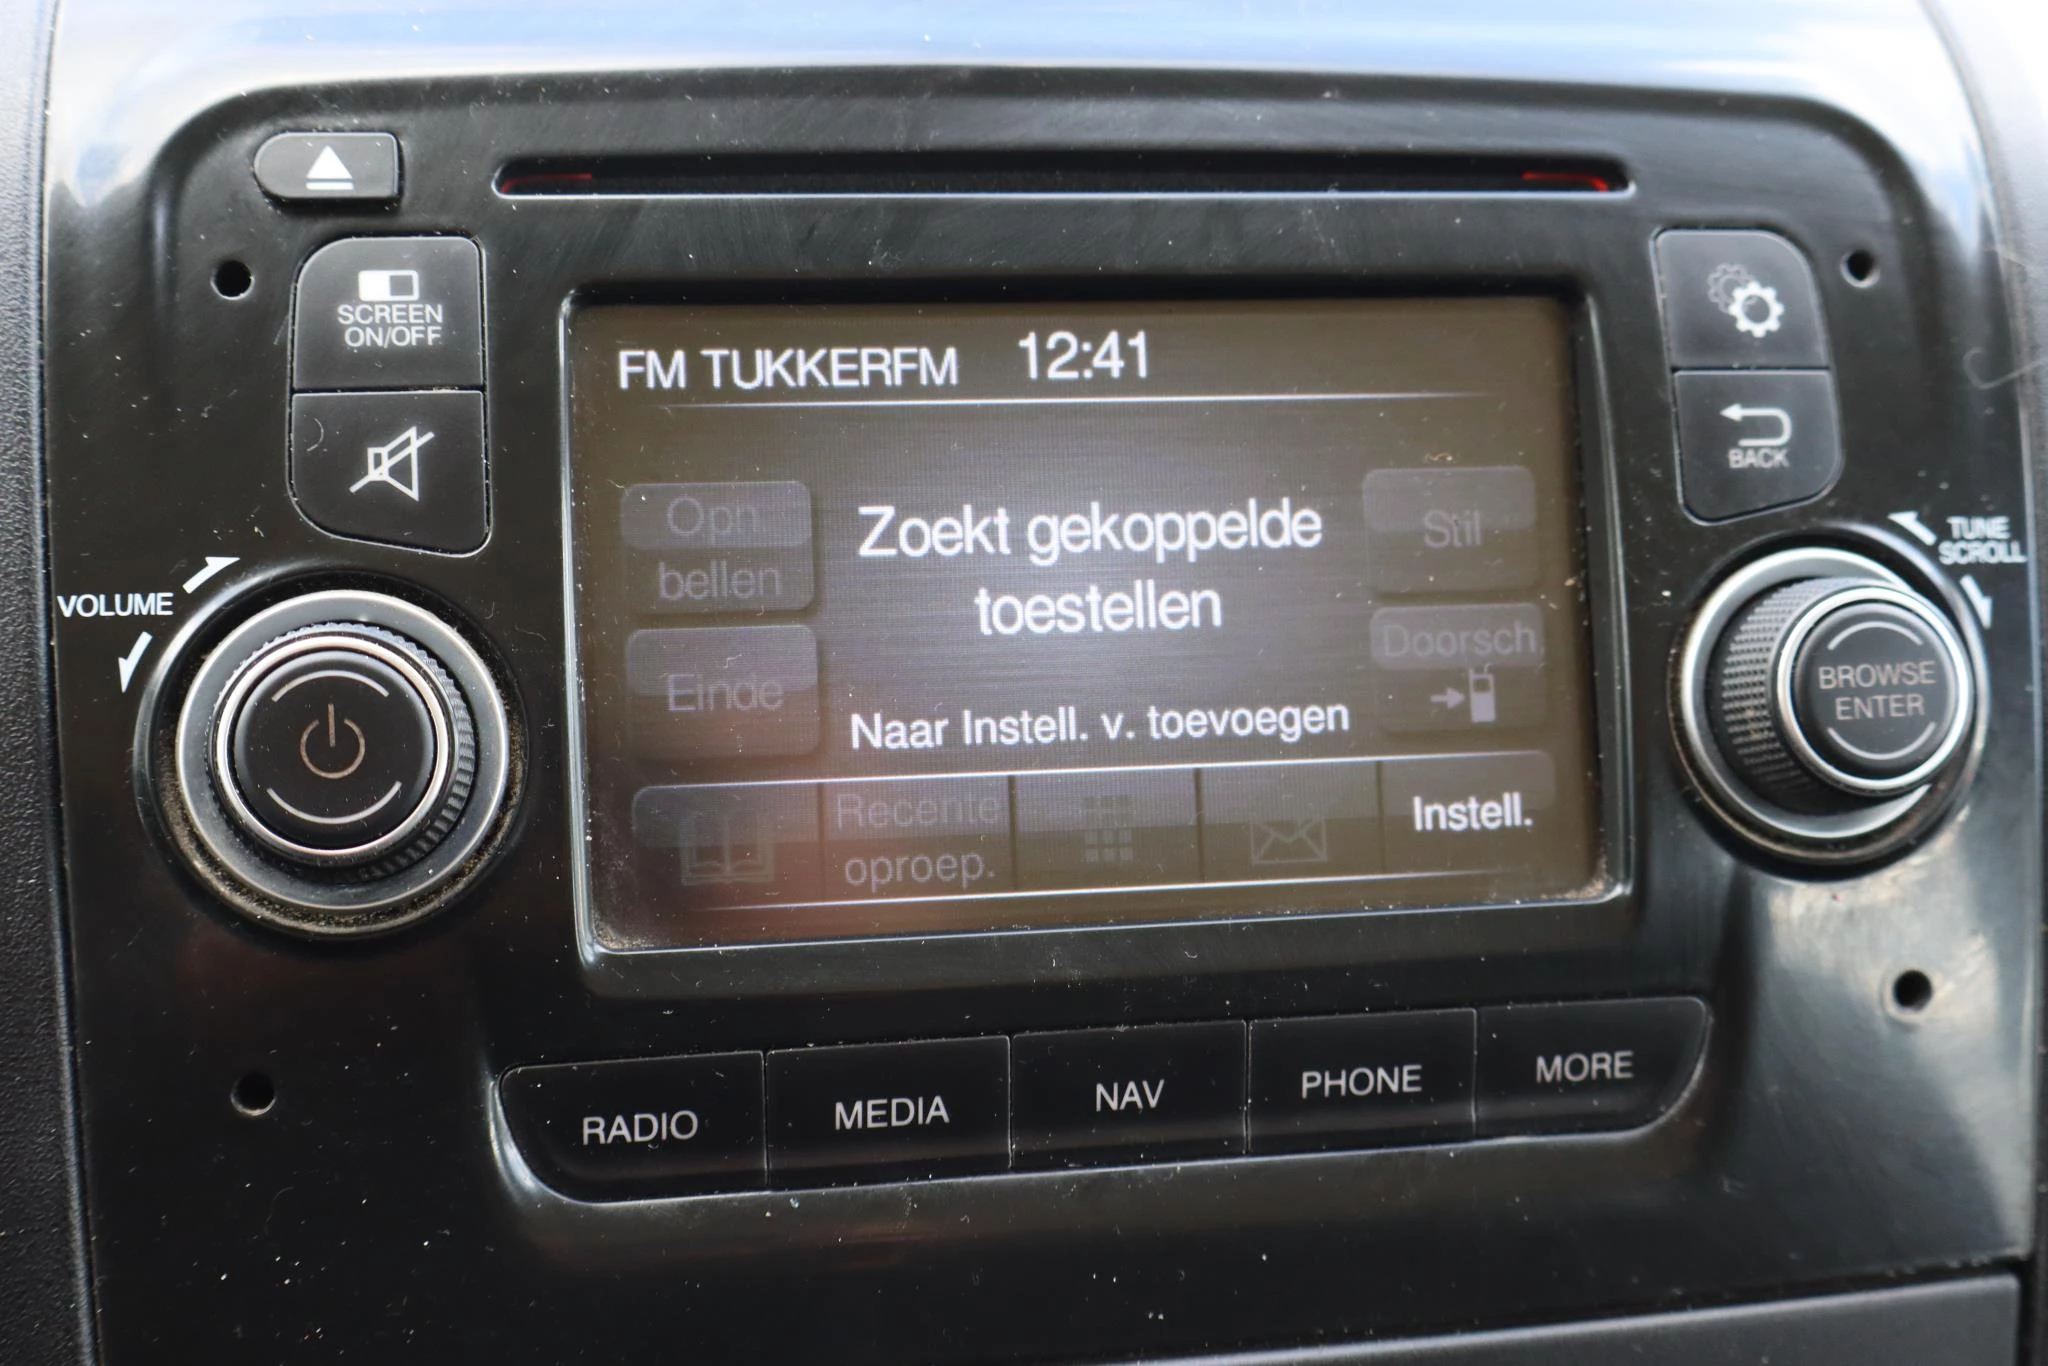 SCREEN
ON/OFF
FM TUKKERFM 12:41
BACK
VOLUME
TUNE
SCROLL
Opn.
bellen
Zoekt gekoppelde
toestellen
Stil
Einde
Doorsch.
Naar Instell. v. toevoegen
BROWSE
ENTER
Recente
oproep.
Instell.
RADIO
MEDIA
NAV
PHONE
MORE